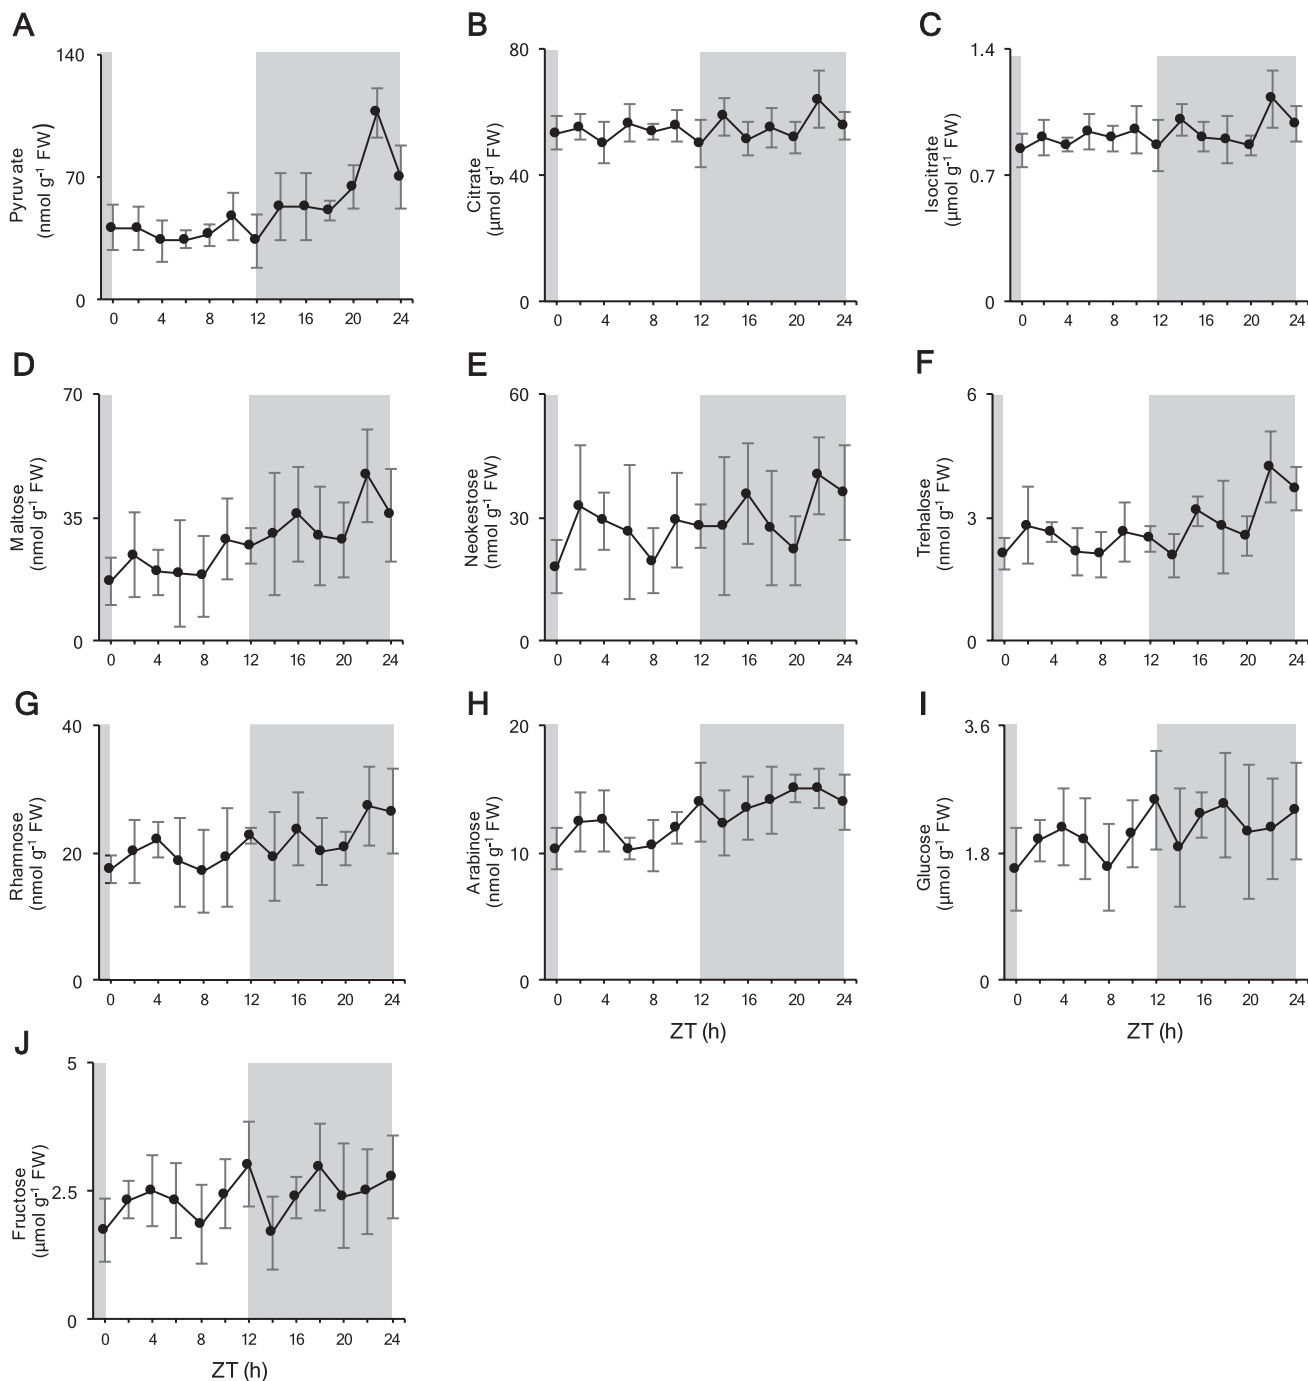 A
Pyruvate
(nmol g⁻¹ FW)
140
70
0
0 4 8 12 16 20 24
B
Citrate
(µmol g⁻¹ FW)
80
40
0
0 4 8 12 16 20 24
C
Isocitrate
(µmol g⁻¹ FW)
1.4
0.7
0
0 4 8 12 16 20 24
D
Maltose
(nmol g⁻¹ FW)
70
35
0
0 4 8 12 16 20 24
E
Neokestose
(nmol g⁻¹ FW)
60
30
0
0 4 8 12 16 20 24
F
Trehalose
(nmol g⁻¹ FW)
6
3
0
0 4 8 12 16 20 24
G
Rhamnose
(nmol g⁻¹ FW)
40
20
0
0 4 8 12 16 20 24
H
Arabinose
(nmol g⁻¹ FW)
20
10
0
0 4 8 12 16 20 24
ZT (h)
I
Glucose
(µmol g⁻¹ FW)
3.6
1.8
0
0 4 8 12 16 20 24
ZT (h)
J
Fructose
(µmol g⁻¹ FW)
5
2.5
0
0 4 8 12 16 20 24
ZT (h)